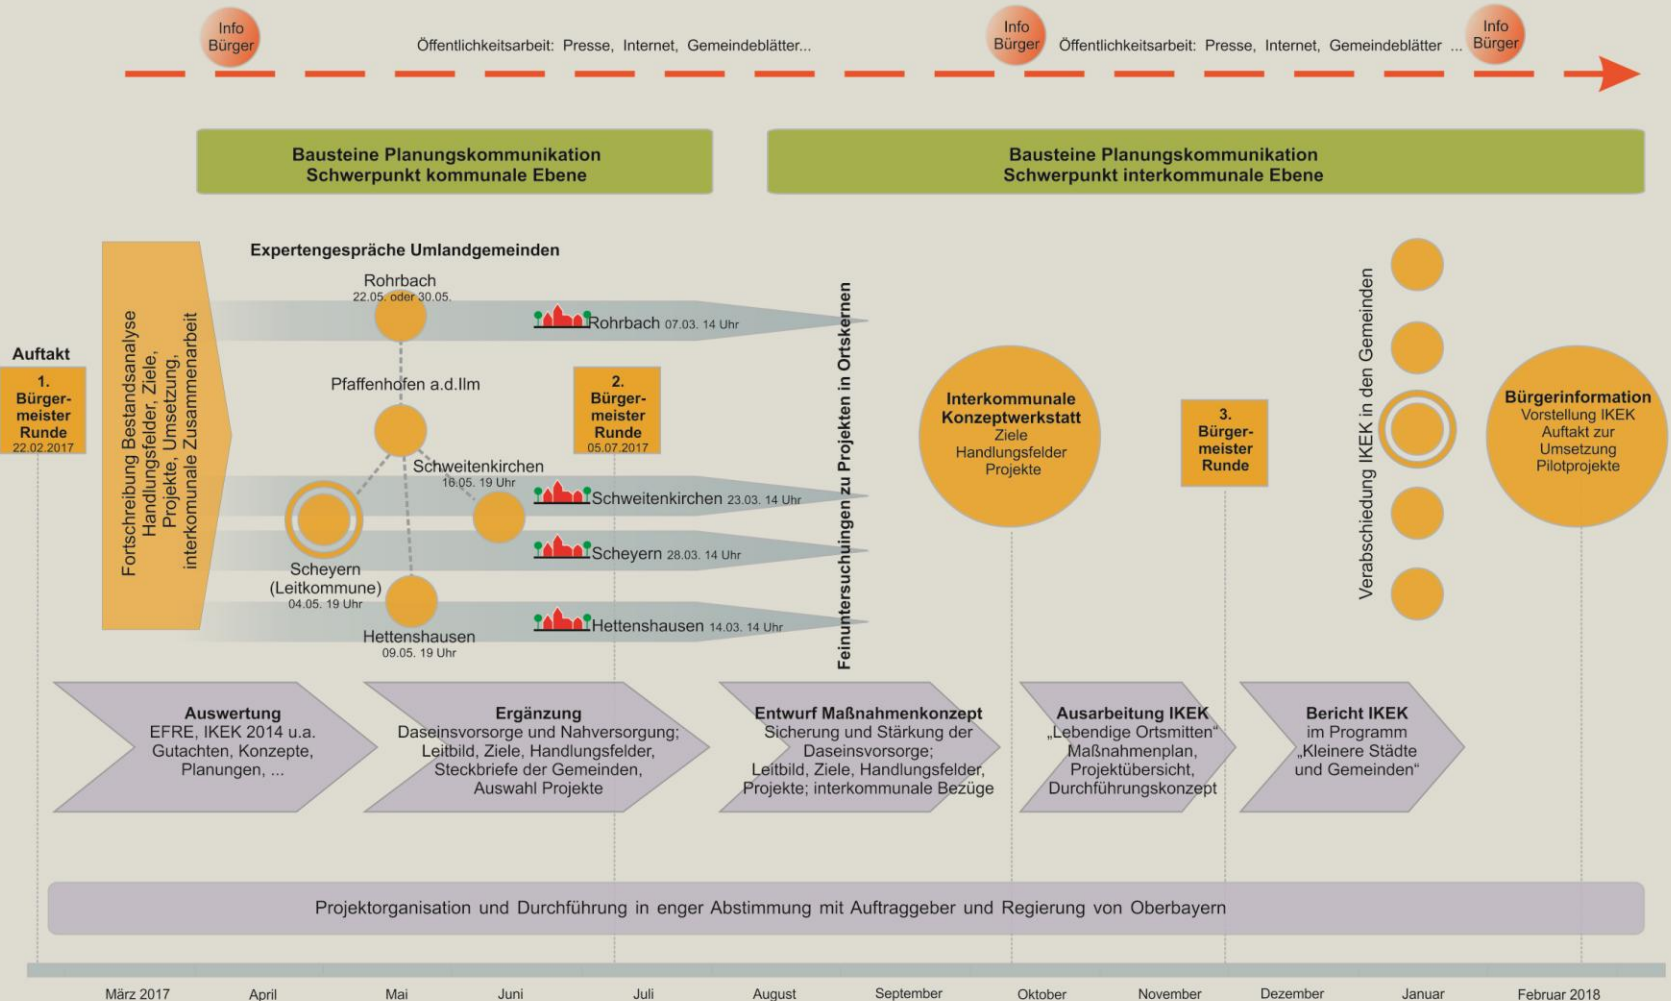 Info
Bürger
Öffentlichkeitsarbeit: Presse, Internet, Gemeindeblätter...
Info
Bürger
Öffentlichkeitsarbeit: Presse, Internet, Gemeindeblätter ...
Info
Bürger
Bausteine Planungskommunikation
Schwerpunkt kommunale Ebene
Bausteine Planungskommunikation
Schwerpunkt interkommunale Ebene
Auftakt
1.
Bürger-
meister
Runde
22.02.2017
Fortschreibung Bestandsanalyse
Handlungsfelder, Ziele,
Projekte, Umsetzung,
interkommunale Zusammenarbeit
Expertengespräche Umlandgemeinden
Rohrbach
22.05. oder 30.05.
Rohrbach 07.03. 14 Uhr
Pfaffenhofen a.d.Ilm
2.
Bürger-
meister
Runde
05.07.2017
Schweitenkirchen
16.05. 19 Uhr
Schweitenkirchen 23.03. 14 Uhr
Scheyern 28.03. 14 Uhr
Scheyern
(Leitkommune)
04.05. 19 Uhr
Hettenshausen 14.03. 14 Uhr
Hettenshausen
09.05. 19 Uhr
Feinuntersuchuingen zu Projekten in Ortskernen
Interkommunale
Konzeptwerkstatt
Ziele
Handlungsfelder
Projekte
3.
Bürger-
meister
Runde
Verabschiedung IKEK in den Gemeinden
Bürgerinformation
Vorstellung IKEK
Auftakt zur
Umsetzung
Pilotprojekte
Auswertung
EFRE, IKEK 2014 u.a.
Gutachten, Konzepte,
Planungen, ...
Ergänzung
Daseinsvorsorge und Nahversorgung;
Leitbild, Ziele, Handlungsfelder,
Steckbriefe der Gemeinden,
Auswahl Projekte
Entwurf Maßnahmenkonzept
Sicherung und Stärkung der
Daseinsvorsorge;
Leitbild, Ziele, Handlungsfelder,
Projekte; interkommunale Bezüge
Ausarbeitung IKEK
„Lebendige Ortsmitten“
Maßnahmenplan,
Projektübersicht,
Durchführungskonzept
Bericht IKEK
im Programm
„Kleinere Städte
und Gemeinden“
Projektorganisation und Durchführung in enger Abstimmung mit Auftraggeber und Regierung von Oberbayern
März 2017 April Mai Juni Juli August September Oktober November Dezember Januar Februar 2018